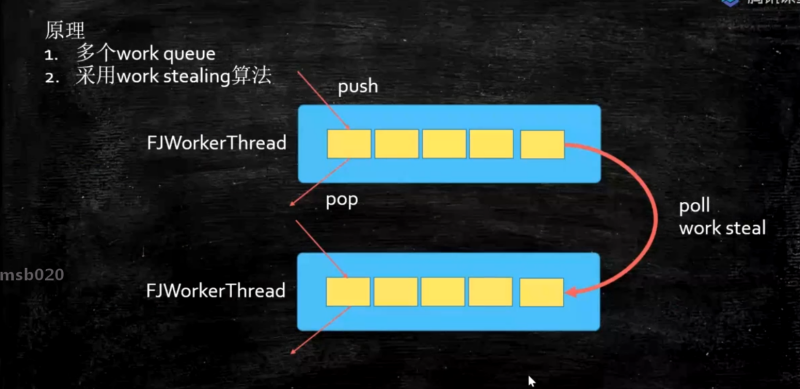 原理
1. 多个work queue
2. 采用work stealing算法
push
FJWorkerThread
pop
poll
work steal
msb020
FJWorkerThread